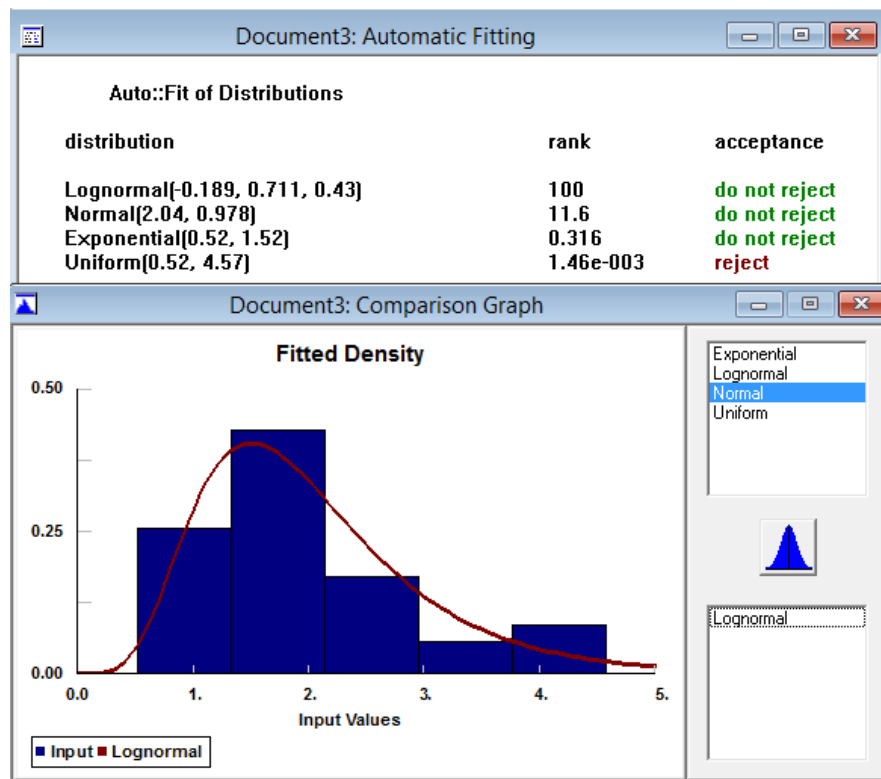 Document3: Automatic Fitting
Auto::Fit of Distributions
distribution rank acceptance
Lognormal(-0.189, 0.711, 0.43) 100 do not reject
Normal(2.04, 0.978) 11.6 do not reject
Exponential(0.52, 1.52) 0.316 do not reject
Uniform(0.52, 4.57) 1.46e-003 reject
Document3: Comparison Graph
Fitted Density
0.50
0.25
0.00
0.0 1. 2. 3. 4. 5.
Input Values
Input Lognormal
Exponential
Lognormal
Normal
Uniform
Lognormal